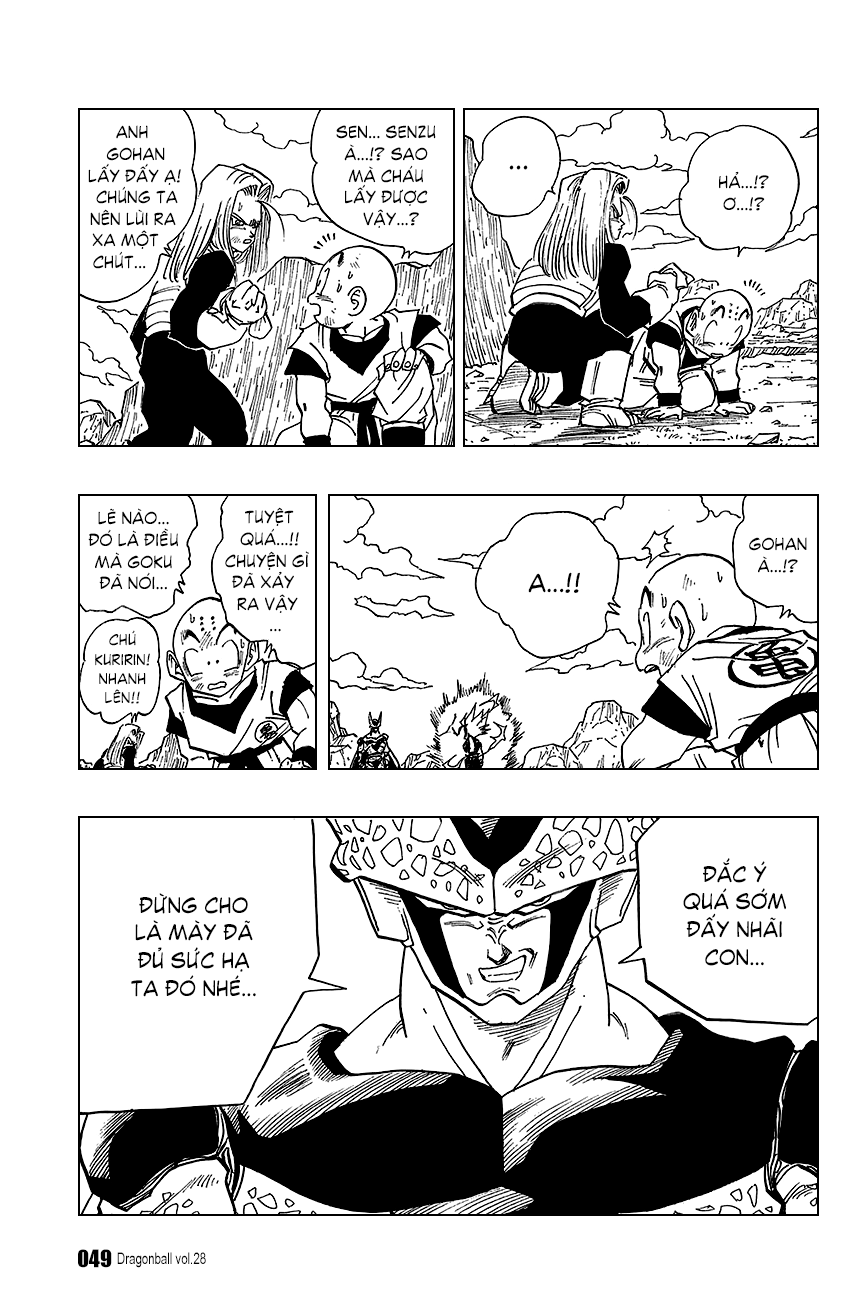 HẢ...!?
Ơ...!?
...
SEN... SENZU
À...!? SAO
MÀ CHÁU
LẤY ĐƯỢC
VẬY...?
ANH
GOHAN
LẤY ĐẤY Ạ!
CHÚNG TA
NÊN LÙI RA
XA MỘT
CHÚT...
GOHAN
À...!?
A...!!
TUYỆT
QUÁ...!!
CHUYỆN GÌ
ĐÃ XẢY
RA VẬY
...
LẼ NÀO...
ĐÓ LÀ ĐIỀU
MÀ GOKU
ĐÃ NÓI...
CHÚ
KURIRIN!
NHANH
LÊN!!
ĐẮC Ý
QUÁ SỚM
ĐẤY NHÃI
CON...
ĐỪNG CHO
LÀ MÀY ĐÃ
ĐỦ SỨC HẠ
TA ĐÓ NHÉ...
049 Dragonball vol.28